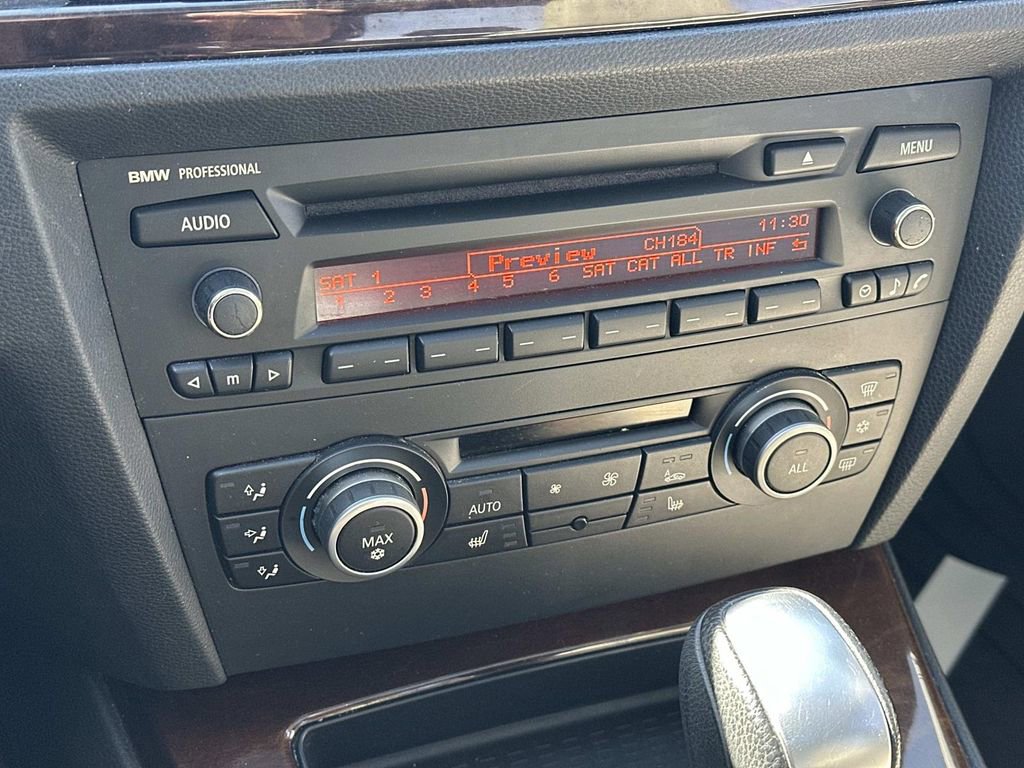 BMW PROFESSIONAL
MENU
AUDIO
11:30
Preview CH184
SAT 1
1 2 3 4 5 6 SAT CAT ALL TR INF
m
ALL
AUTO
MAX
A